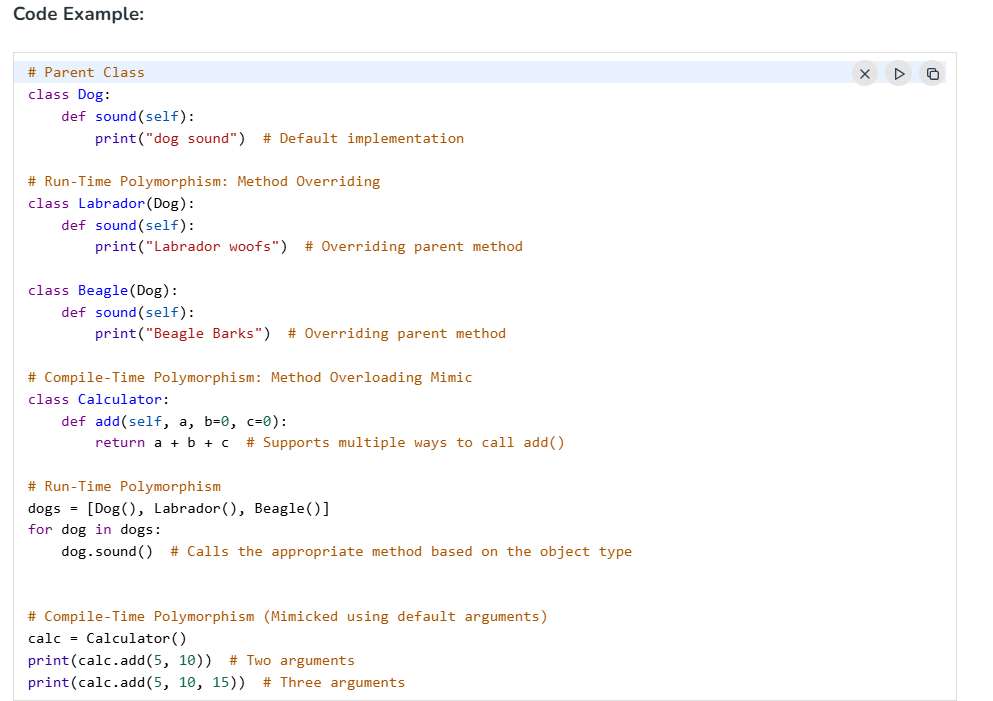 Code Example:
# Parent Class
class Dog:
    def sound(self):
        print("dog sound")  # Default implementation

# Run-Time Polymorphism: Method Overriding
class Labrador(Dog):
    def sound(self):
        print("Labrador woofs")  # Overriding parent method

class Beagle(Dog):
    def sound(self):
        print("Beagle Barks")  # Overriding parent method

# Compile-Time Polymorphism: Method Overloading Mimic
class Calculator:
    def add(self, a, b=0, c=0):
        return a + b + c  # Supports multiple ways to call add()

# Run-Time Polymorphism
dogs = [Dog(), Labrador(), Beagle()]
for dog in dogs:
    dog.sound()  # Calls the appropriate method based on the object type


# Compile-Time Polymorphism (Mimicked using default arguments)
calc = Calculator()
print(calc.add(5, 10))  # Two arguments
print(calc.add(5, 10, 15))  # Three arguments